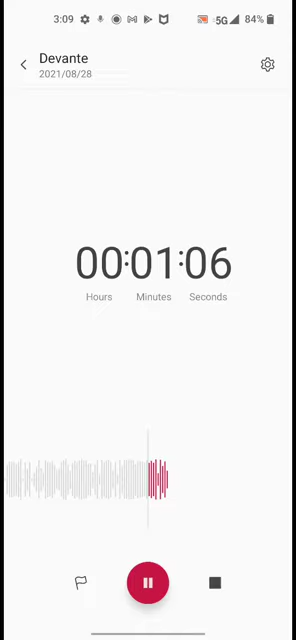 3:09 5G 84%
Devante
2021/08/28
00:01:06
Hours Minutes Seconds